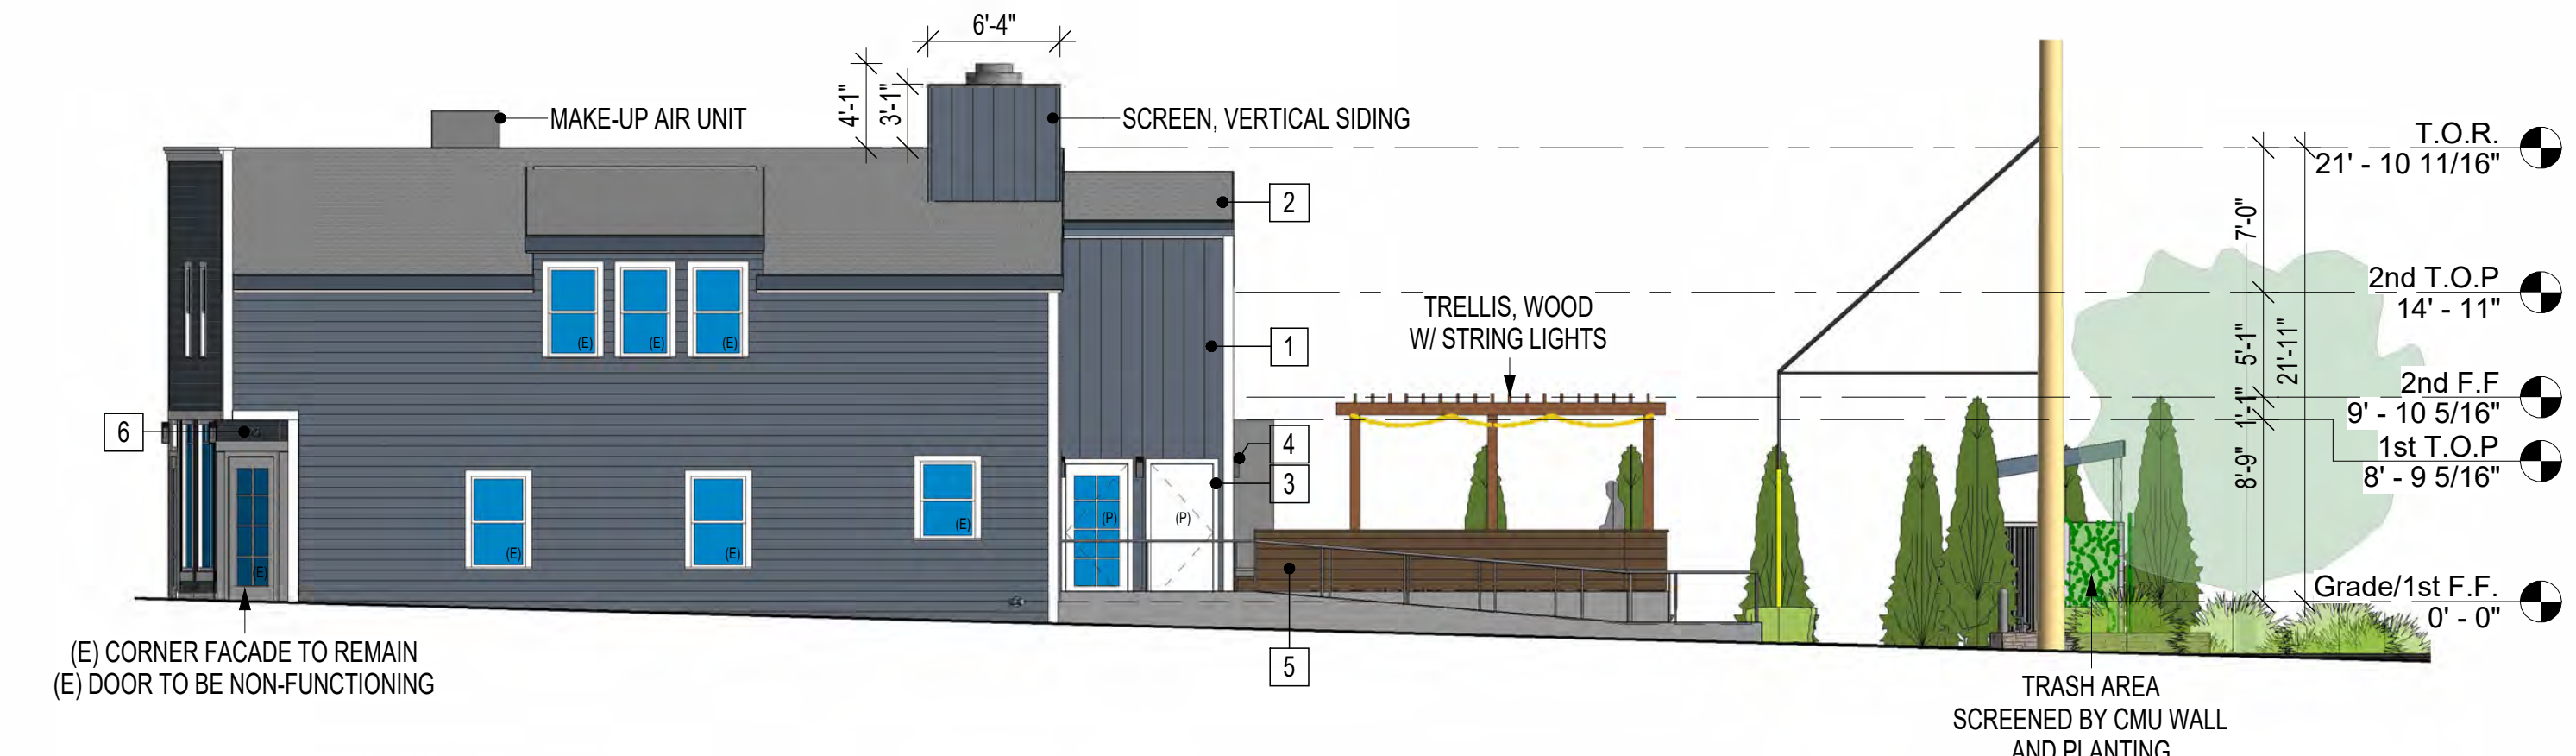 6'-4"
4'-1"
3'-1"
MAKE-UP AIR UNIT
SCREEN, VERTICAL SIDING
T.O.R.
21' - 10 11/16"
2
7'-0"
2nd T.O.P
14' - 11"
TRELLIS, WOOD
W/ STRING LIGHTS
(E)
(E)
(E)
1
5'-1"
21'-11"
2nd F.F
9' - 10 5/16"
1'-1"
6
4
1st T.O.P
8' - 9 5/16"
8'-9"
3
(E)
(E)
(E)
(E)
(P)
(P)
5
Grade/1st F.F.
0' - 0"
(E) CORNER FACADE TO REMAIN
(E) DOOR TO BE NON-FUNCTIONING
TRASH AREA
SCREENED BY CMU WALL
AND PLANTING